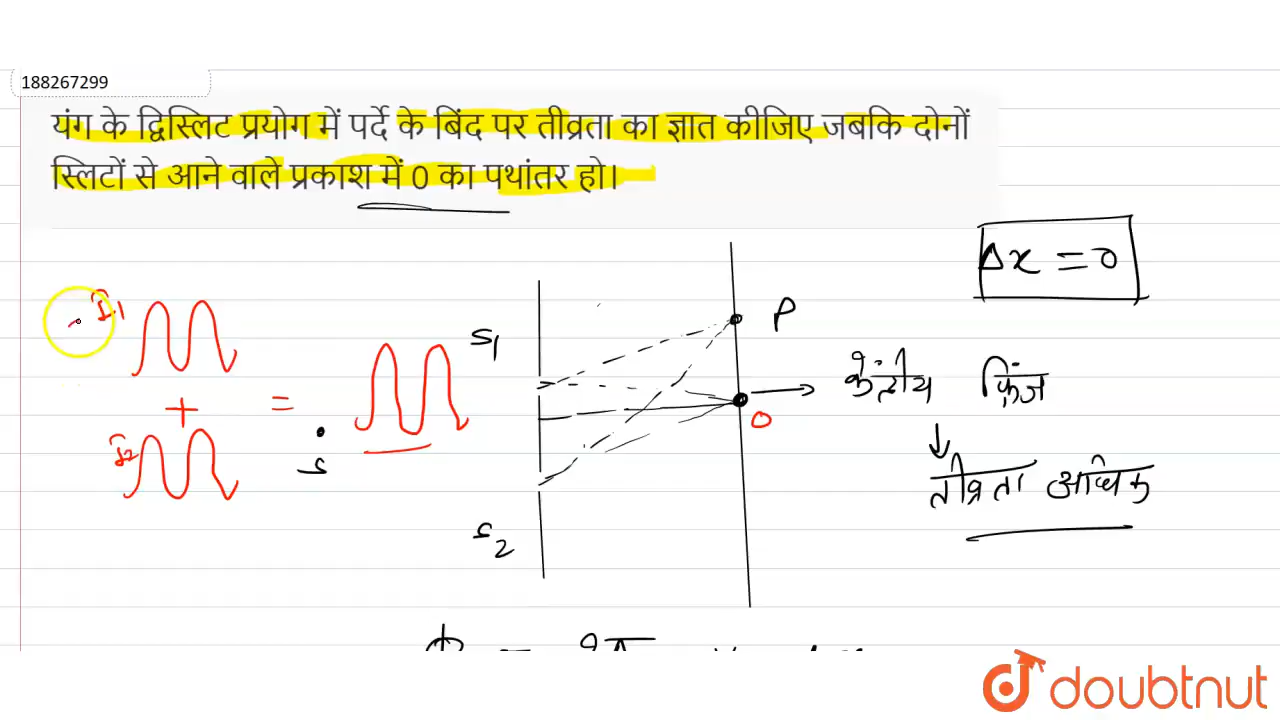 188267299
यंग के द्विस्लिट प्रयोग में पर्दे के बिंद पर तीव्रता का ज्ञात कीजिए जबकि दोनों
स्लिटों से आने वाले प्रकाश में 0 का पथांतर हो।
Δx = 0
I1
S1
P
केंद्रीय फ्रिंज
+
=
O
I2
S
तीव्रता अधिक
S2
doubtnut